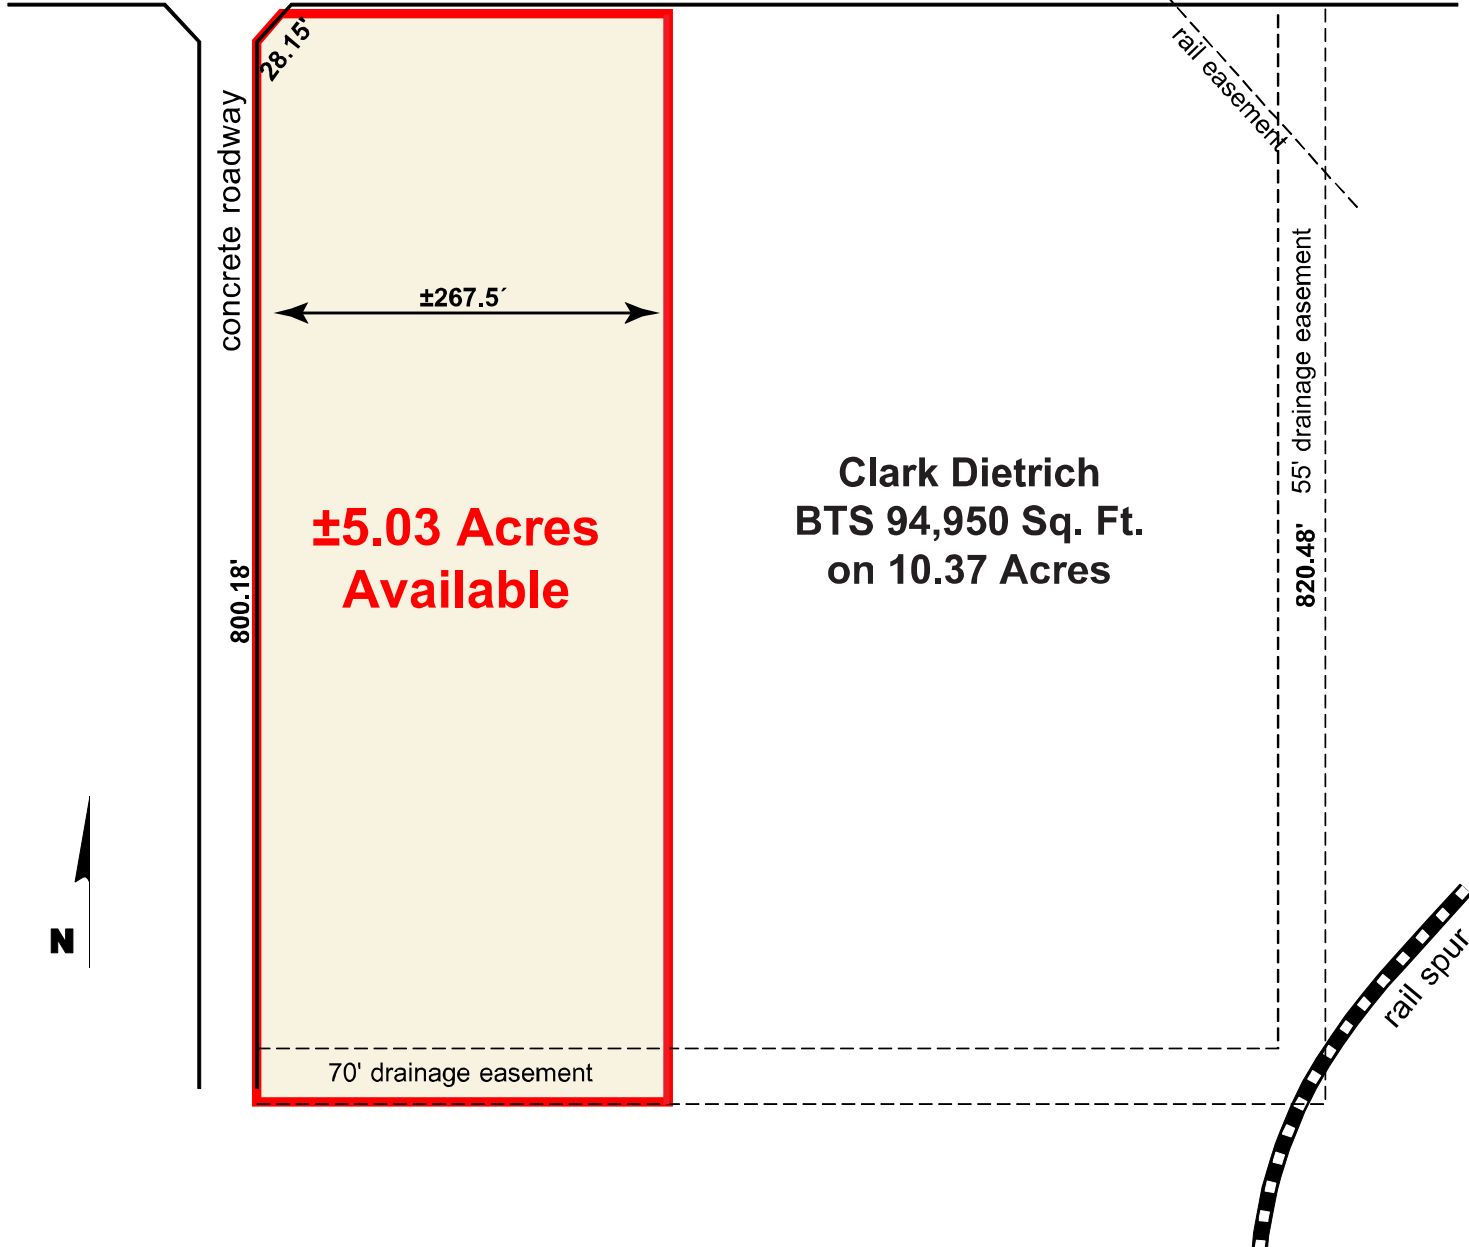 28.15'
rail easement
concrete roadway
±267.5´
55' drainage easement
Clark Dietrich
BTS 94,950 Sq. Ft.
on 10.37 Acres
±5.03 Acres
Available
800.18'
820.48'
N
rail spur
70' drainage easement